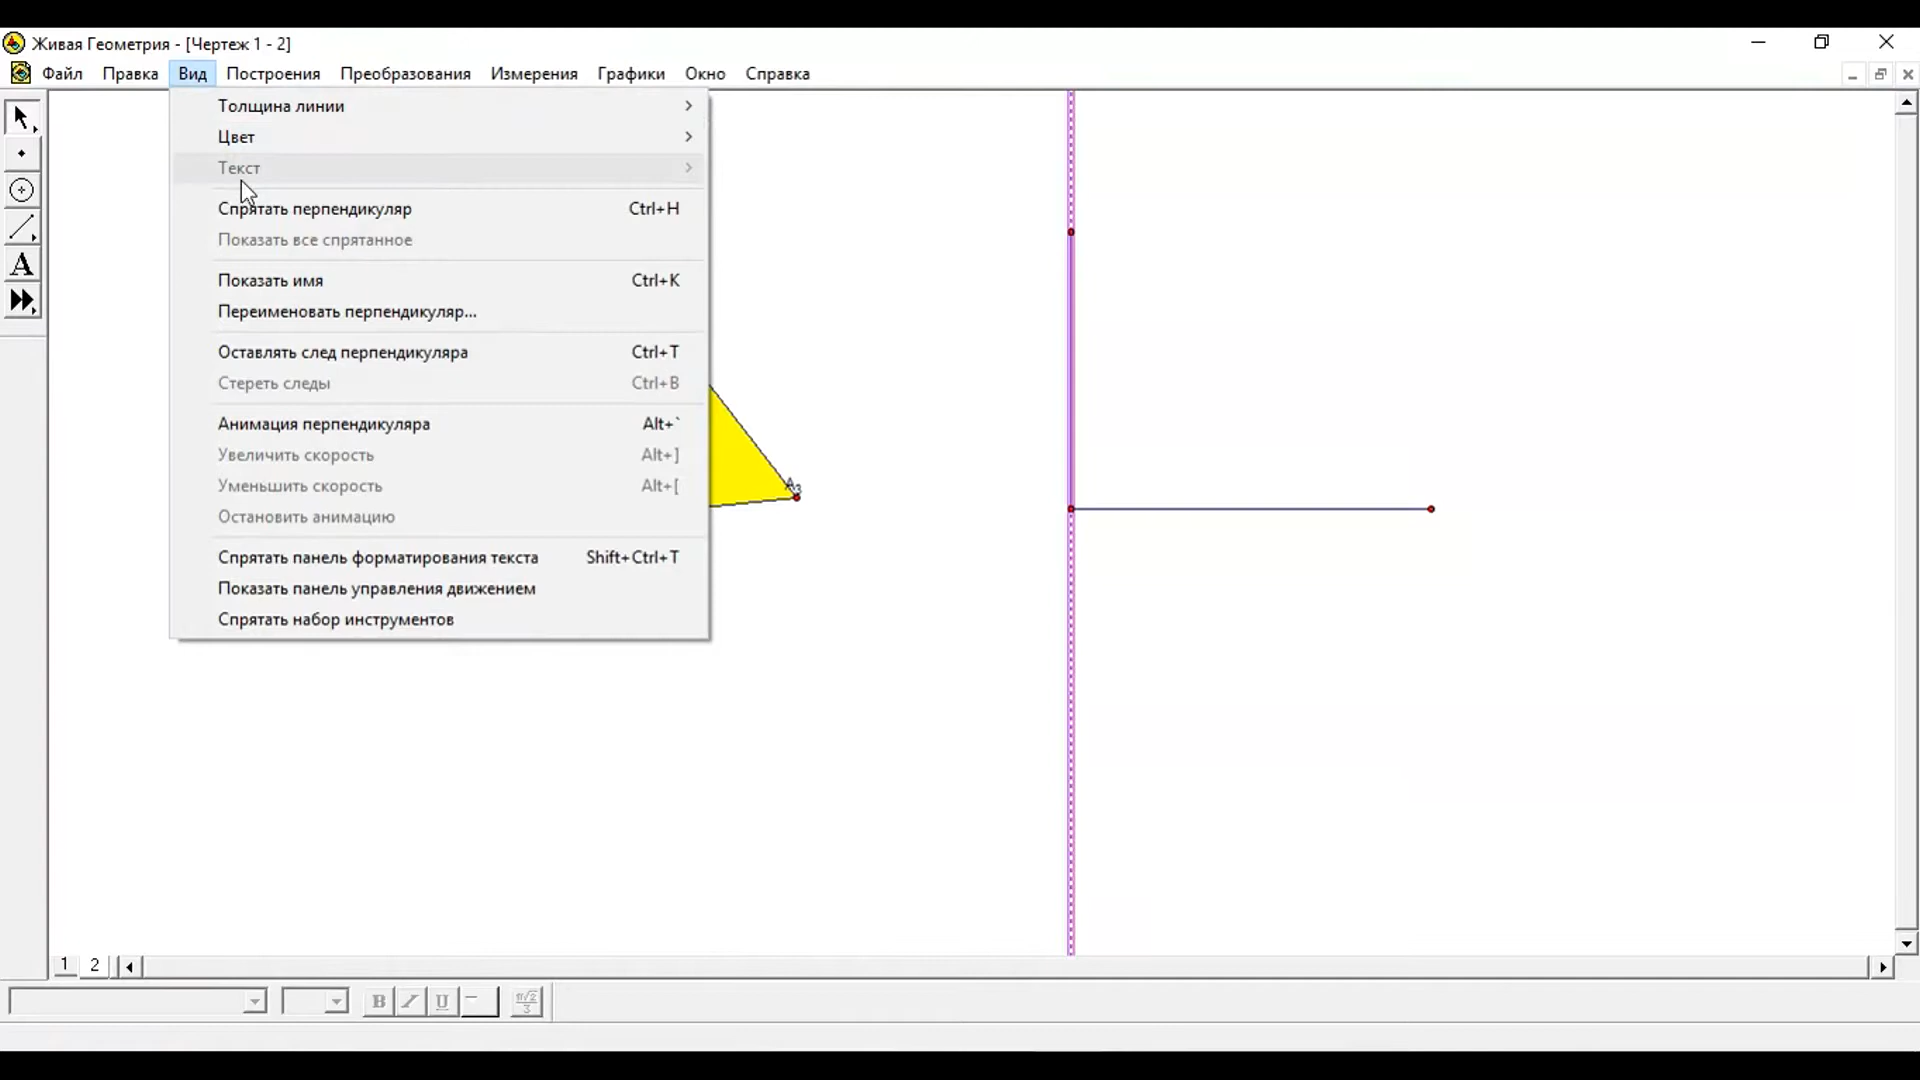 Живая Геометрия - [Чертеж 1 - 2]
Файл Правка Вид Построения Преобразования Измерения Графики Окно Справка
Толщина линии
Цвет
Текст
Спрятать перпендикуляр Ctrl+H
Показать все спрятанное
Показать имя Ctrl+K
Переименовать перпендикуляр...
Оставлять след перпендикуляра Ctrl+T
Стереть следы Ctrl+B
Анимация перпендикуляра Alt+`
Увеличить скорость Alt+]
Уменьшить скорость Alt+[
Остановить анимацию
Спрятать панель форматирования текста Shift+Ctrl+T
Показать панель управления движением
Спрятать набор инструментов
A
1 2
B I U